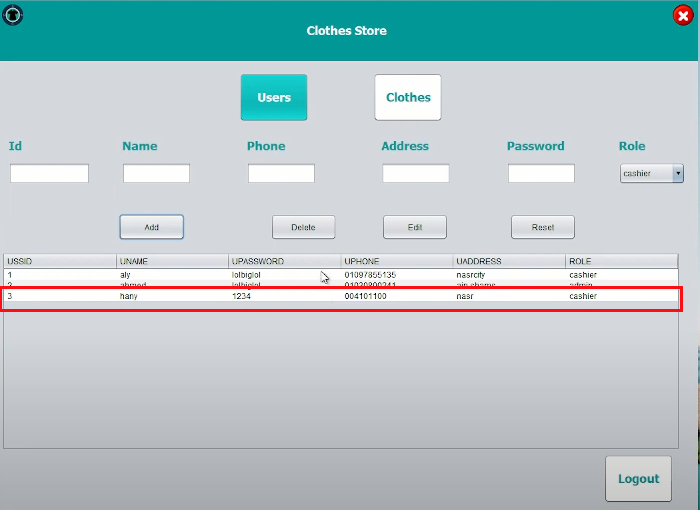 Clothes Store
Users Clothes
Id Name Phone Address Password Role
cashier
Add Delete Edit Reset
USSID UNAME UPASSWORD UPHONE UADDRESS ROLE
1 aly lolbiglol 01097855135 nasrcity cashier
2 ahmed lolbiglol ain shams admin
3 hany 1234 004101100 nasr cashier
Logout